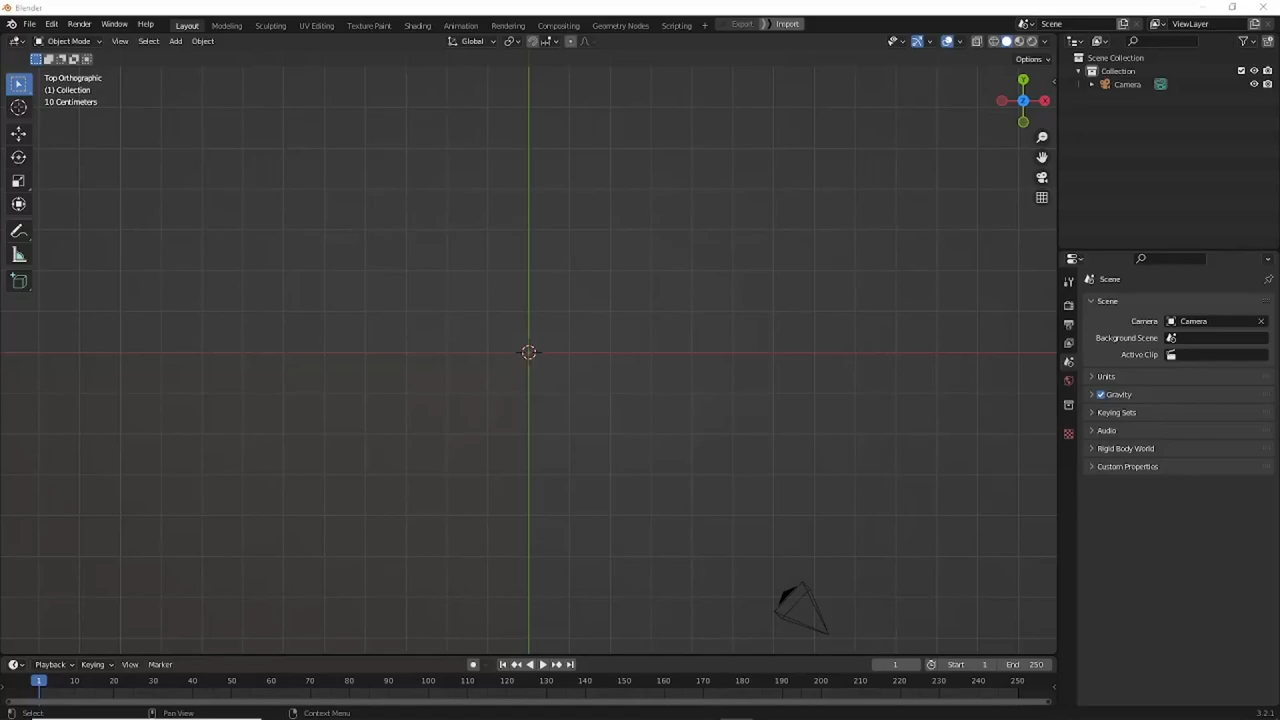 Blender
File Edit Render Window Help Layout Modeling Sculpting UV Editing Texture Paint Shading Animation Rendering Compositing Geometry Nodes Scripting + Export Import Scene ViewLayer
Object Mode View Select Add Object Global
Options
Top Orthographic
(1) Collection
10 Centimeters
Y
Z X
Scene Collection
Collection
Camera
Scene
Scene
Camera Camera
Background Scene
Active Clip
Units
Gravity
Keying Sets
Audio
Rigid Body World
Custom Properties
Playback Keying View Marker 1 Start 1 End 250
1 10 20 30 40 50 60 70 80 90 100 110 120 130 140 150 160 170 180 190 200 210 220 230 240 250
Select Pan View Context Menu 3.2.1